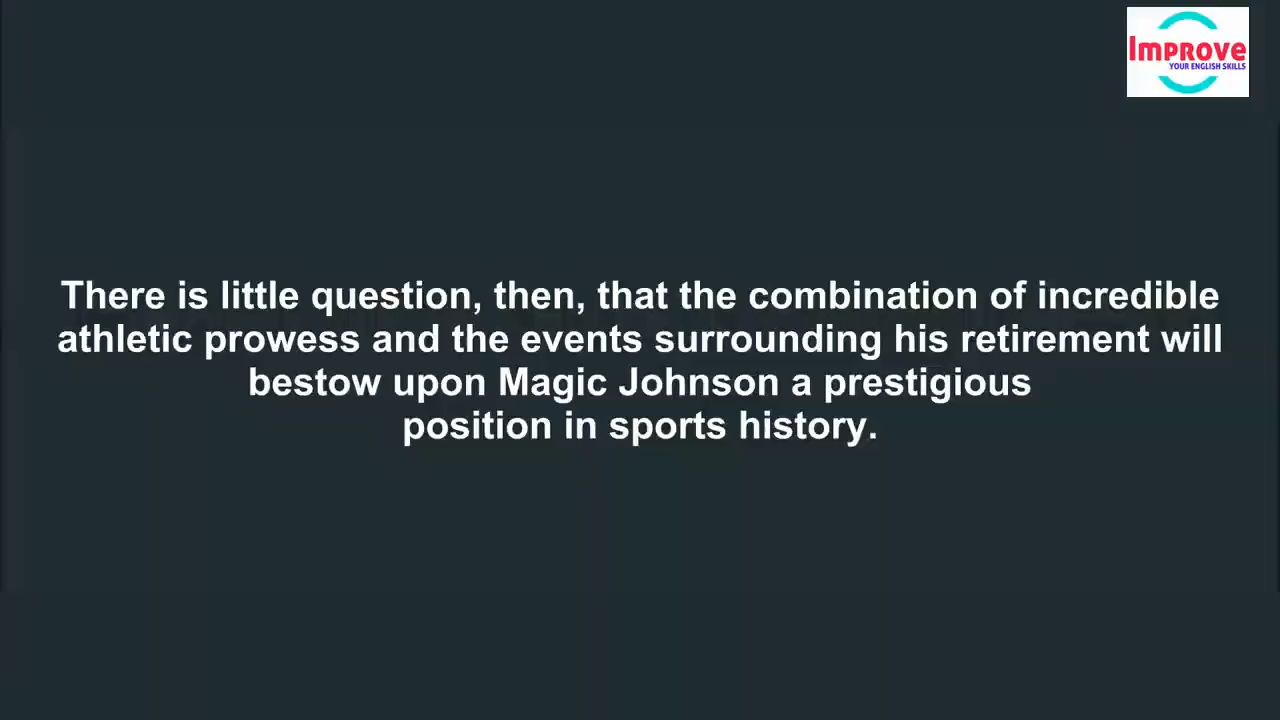 Improve
YOUR ENGLISH SKILLS
There is little question, then, that the combination of incredible
athletic prowess and the events surrounding his retirement will
bestow upon Magic Johnson a prestigious
position in sports history.